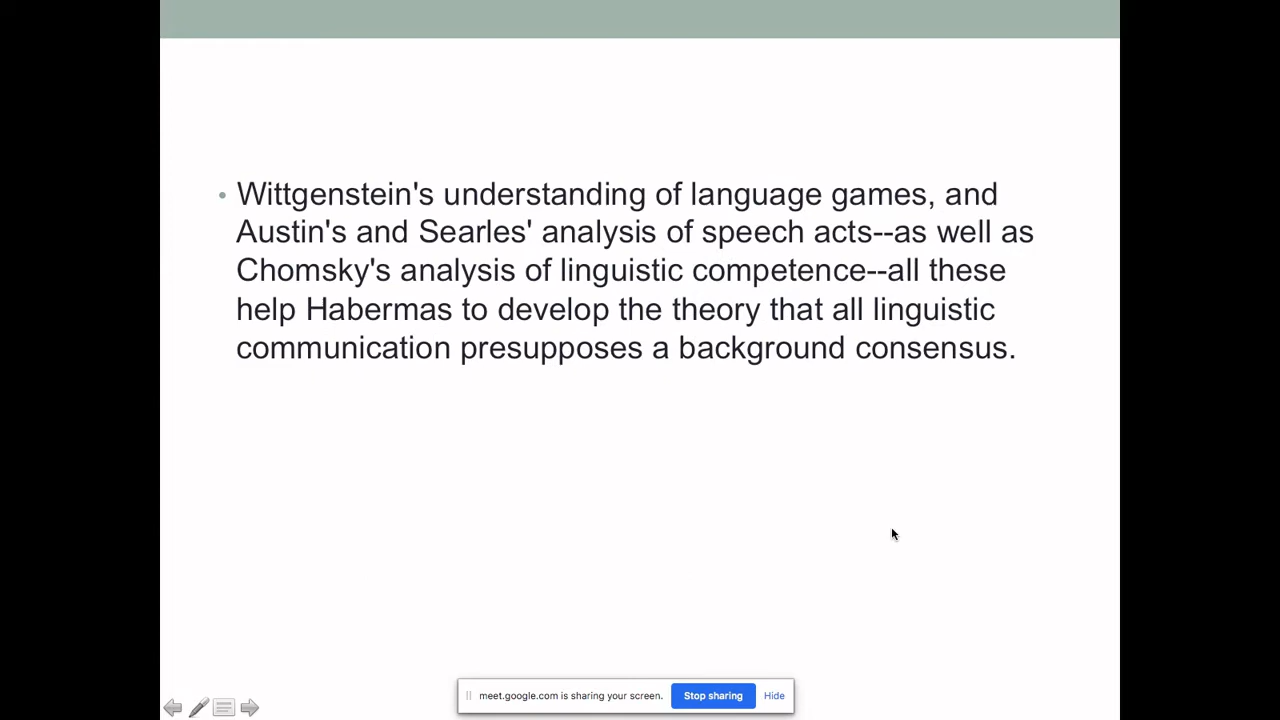 • Wittgenstein's understanding of language games, and
Austin's and Searles' analysis of speech acts--as well as
Chomsky's analysis of linguistic competence--all these
help Habermas to develop the theory that all linguistic
communication presupposes a background consensus.
meet.google.com is sharing your screen. Stop sharing Hide